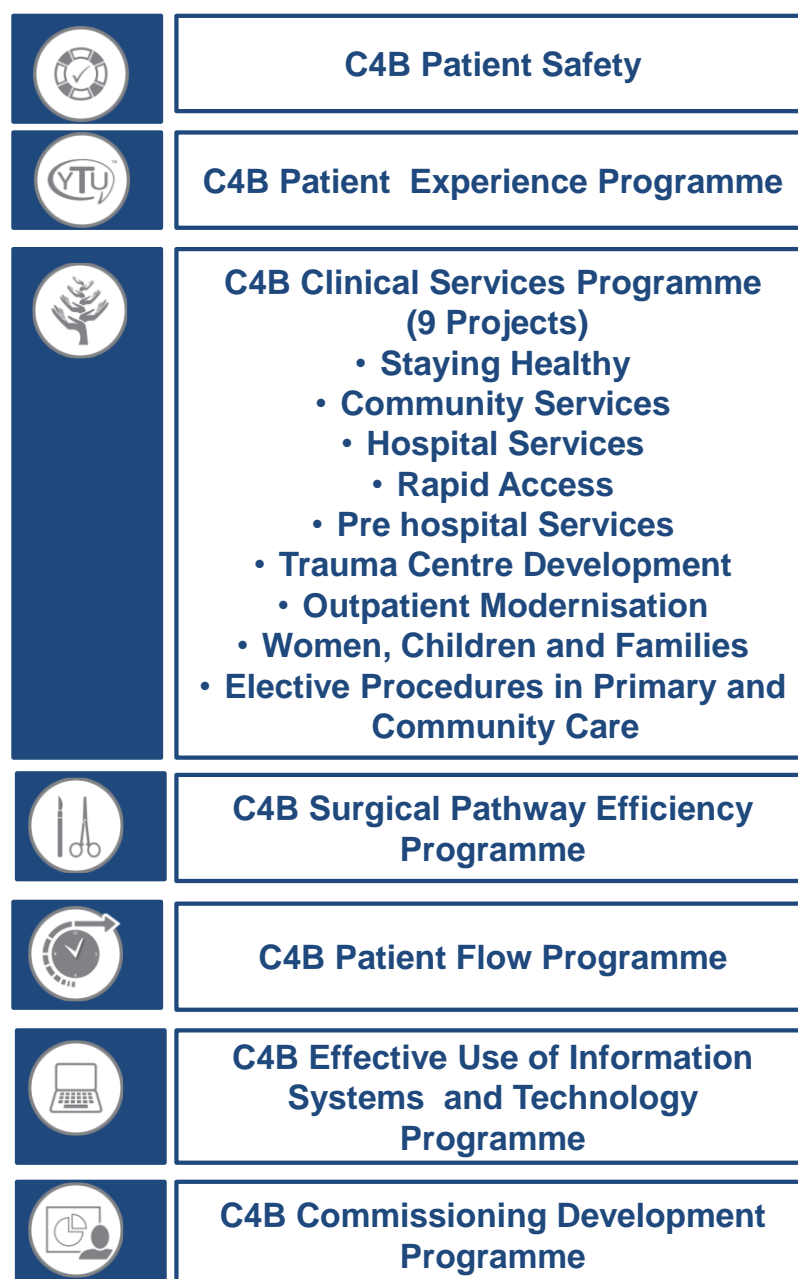 C4B Patient Safety
YTU
™
C4B Patient  Experience Programme
C4B Clinical Services Programme
(9 Projects)
• Staying Healthy
• Community Services
• Hospital Services
• Rapid Access
• Pre hospital Services
• Trauma Centre Development
• Outpatient Modernisation
• Women, Children and Families
• Elective Procedures in Primary and
Community Care
C4B Surgical Pathway Efficiency
Programme
C4B Patient Flow Programme
C4B Effective Use of Information
Systems  and Technology
Programme
C4B Commissioning Development
Programme